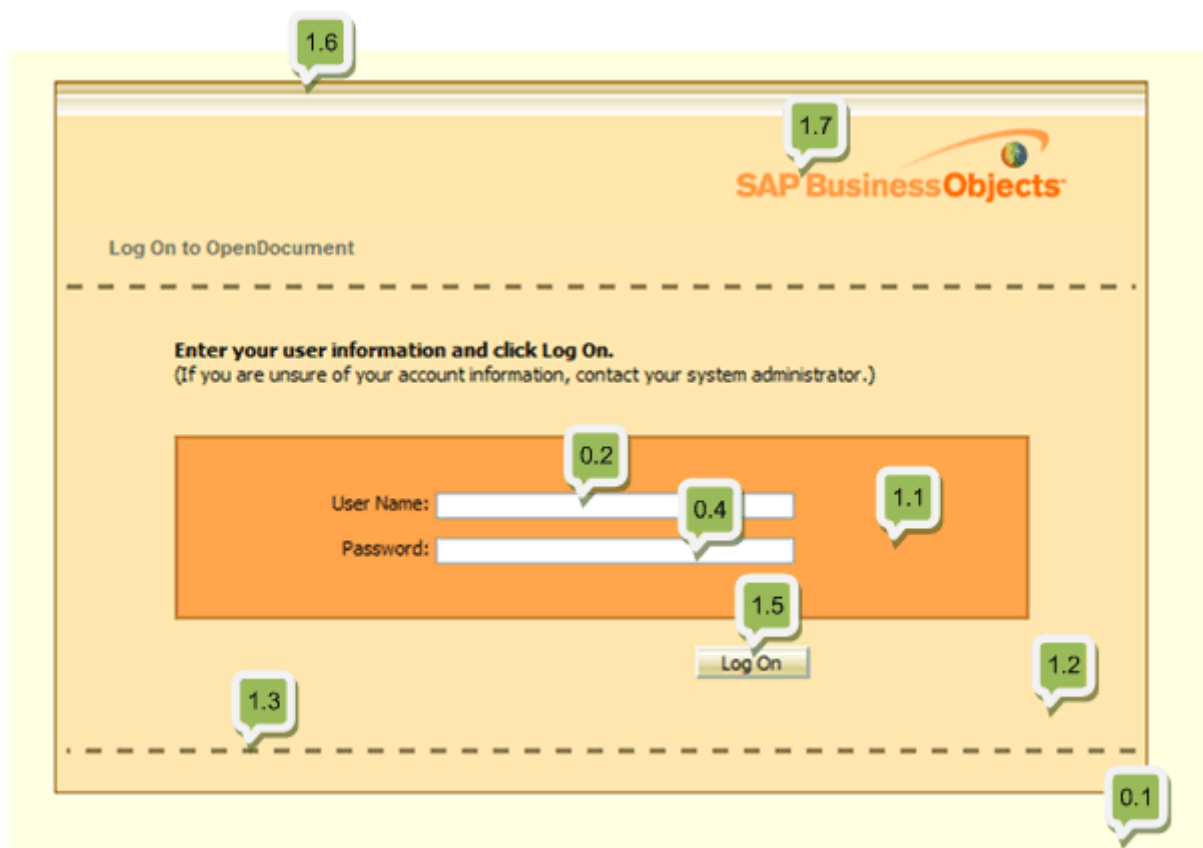 1.6
1.7
SAP BusinessObjects™
Log On to OpenDocument
Enter your user information and click Log On.
(If you are unsure of your account information, contact your system administrator.)
0.2
User Name:
0.4
1.1
Password:
1.5
Log On
1.2
1.3
0.1